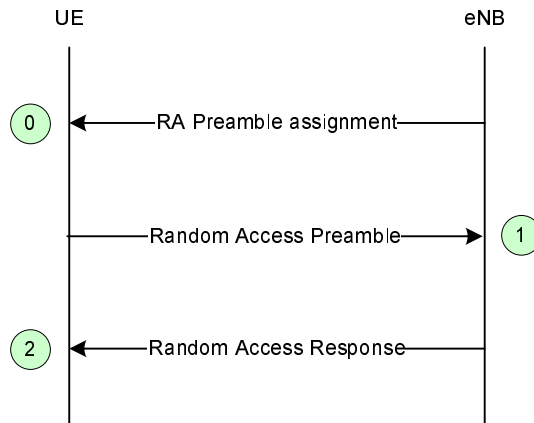 UE eNB
0 RA Preamble assignment
Random Access Preamble 1
2 Random Access Response